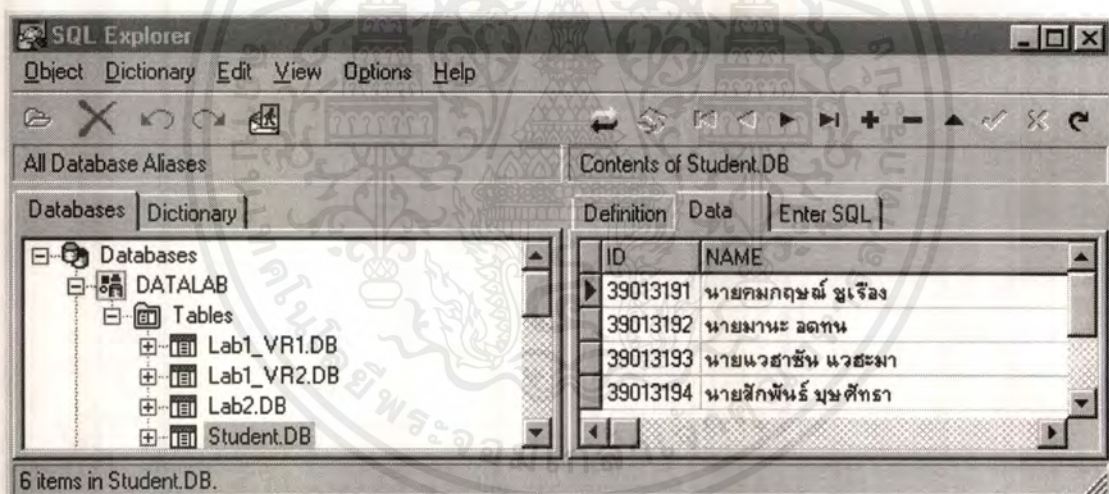 SQL Explorer
Object Dictionary Edit View Options Help
All Database Aliases
Contents of Student.DB
Databases Dictionary
Definition Data Enter SQL
Databases
DATALAB
Tables
Lab1_VR1.DB
Lab1_VR2.DB
Lab2.DB
Student.DB
ID NAME
39013191 นายคมกฤษณ์ ชูเรือง
39013192 นายมานะ อดทน
39013193 นายแวฮาซัน แวฮะมา
39013194 นายสักพันธ์ บุษศัทรา
6 items in Student.DB.